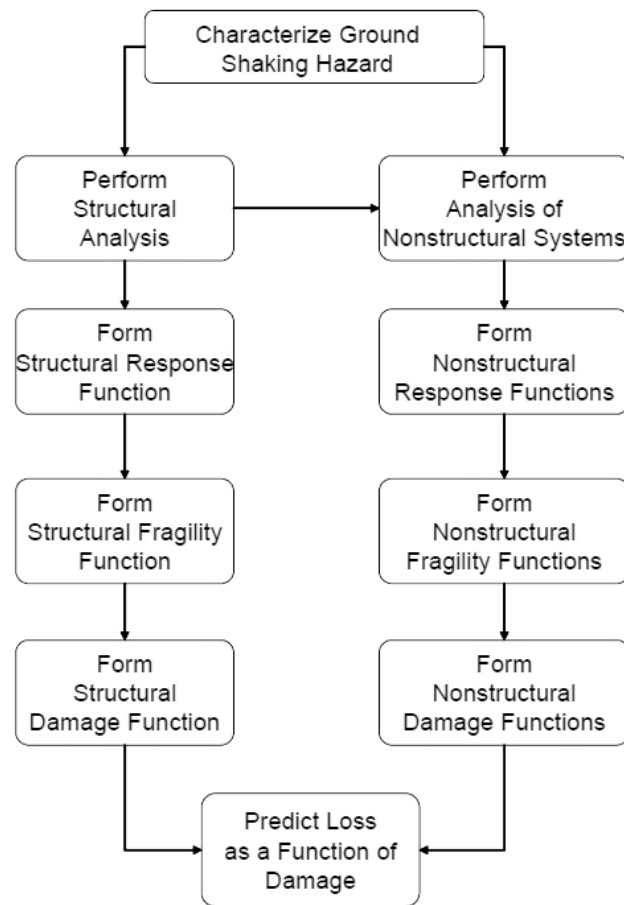 Characterize Ground
Shaking Hazard
Perform
Structural
Analysis
Perform
Analysis of
Nonstructural Systems
Form
Structural Response
Function
Form
Nonstructural
Response Functions
Form
Structural Fragility
Function
Form
Nonstructural
Fragility Functions
Form
Structural
Damage Function
Form
Nonstructural
Damage Functions
Predict Loss
as a Function of
Damage